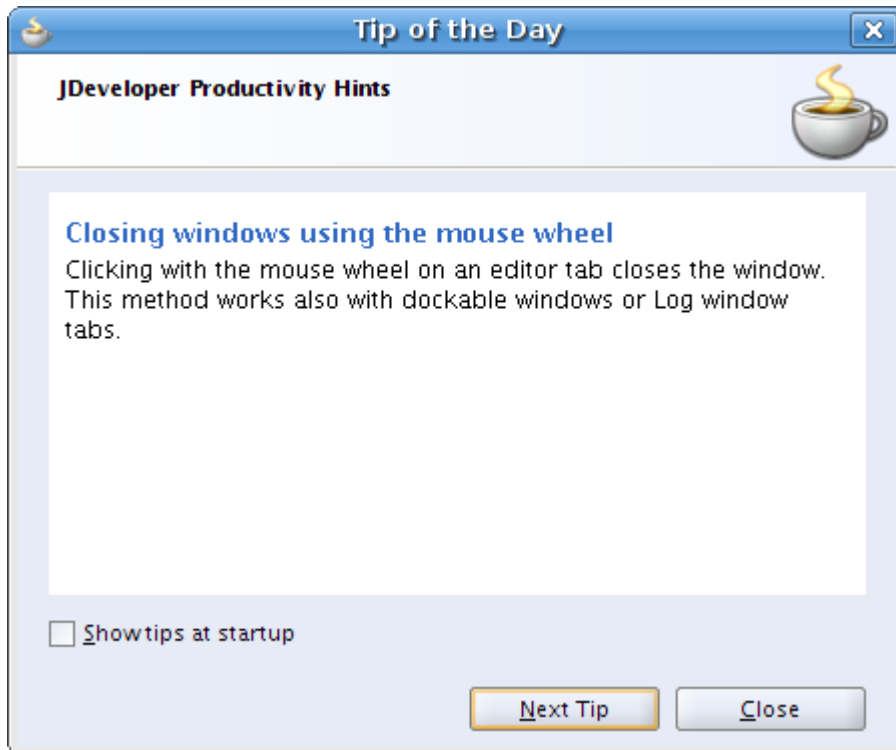 Tip of the Day
JDeveloper Productivity Hints
Closing windows using the mouse wheel
Clicking with the mouse wheel on an editor tab closes the window.
This method works also with dockable windows or Log window
tabs.
Show tips at startup
Next Tip
Close